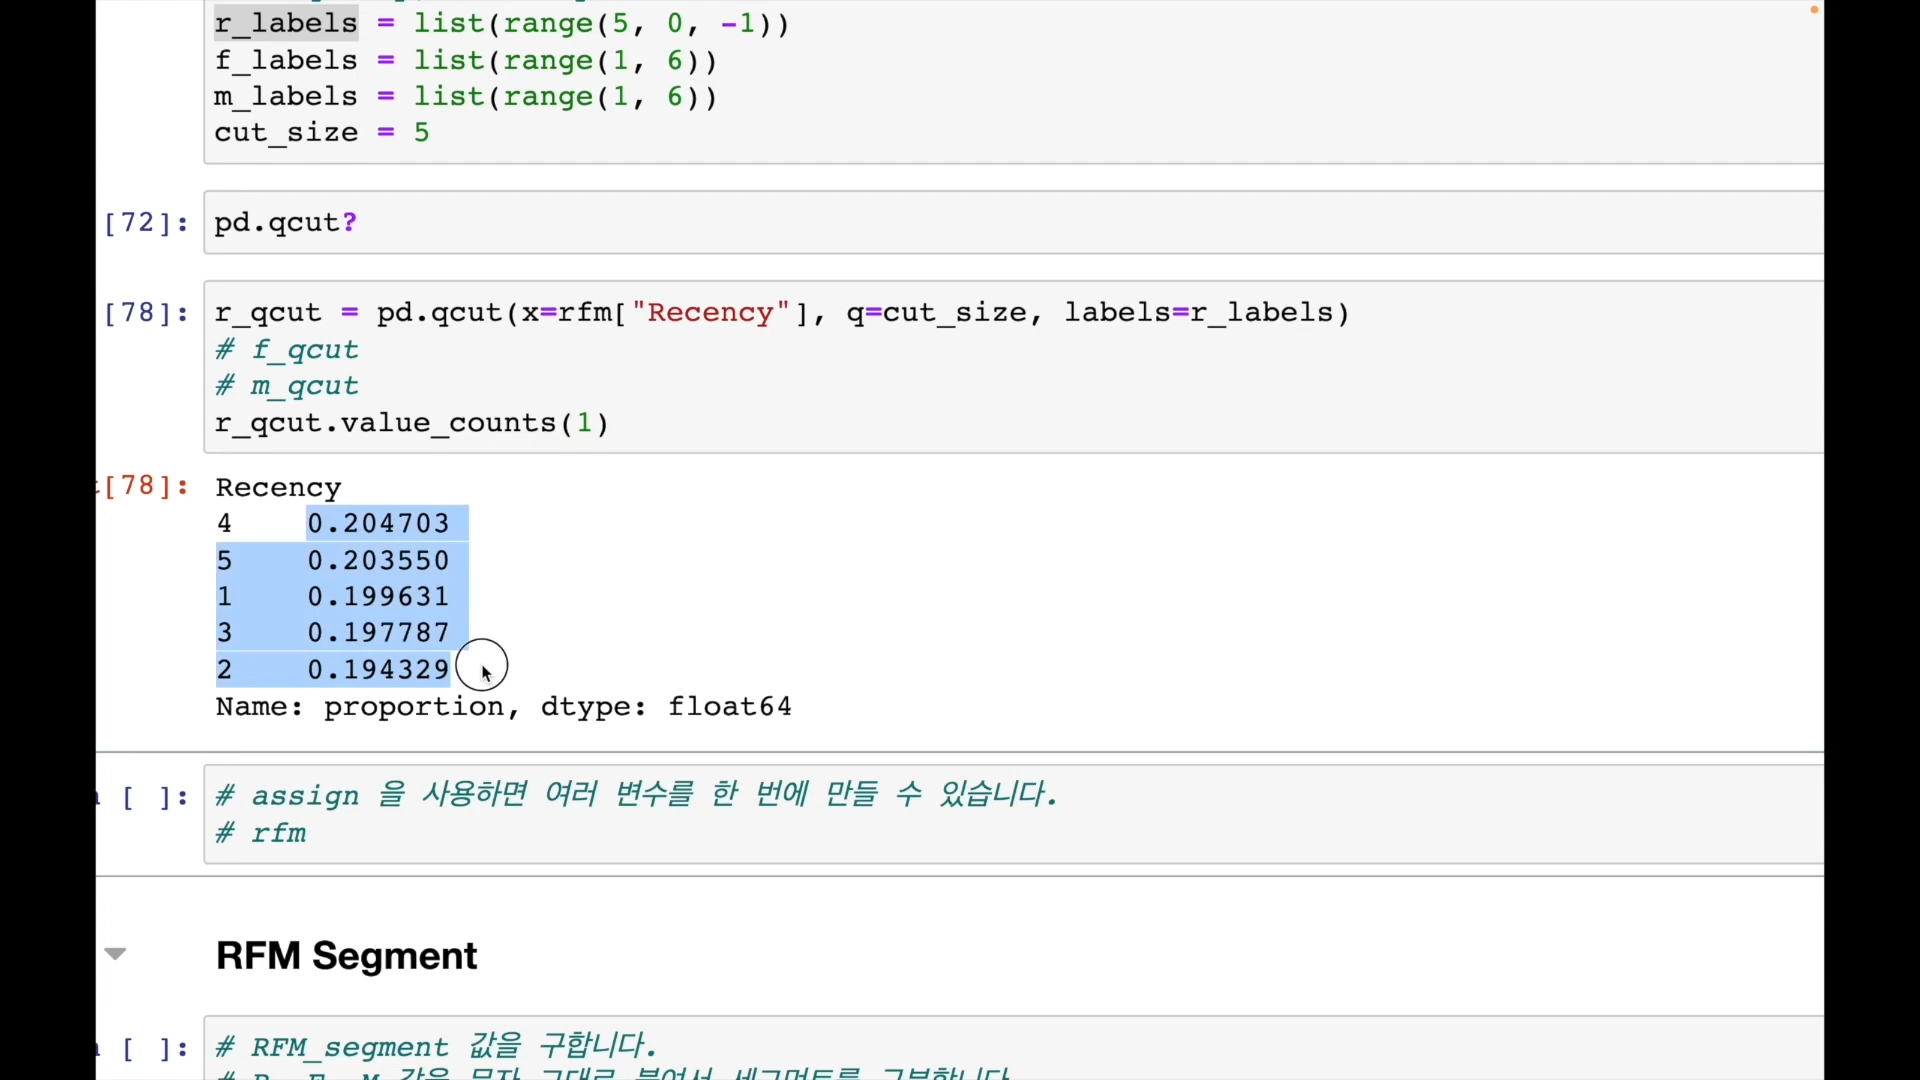 r_labels = list(range(5, 0, -1))
f_labels = list(range(1, 6))
m_labels = list(range(1, 6))
cut_size = 5
[72]: pd.qcut?
[78]: r_qcut = pd.qcut(x=rfm["Recency"], q=cut_size, labels=r_labels)
# f_qcut
# m_qcut
r_qcut.value_counts(1)
[78]: Recency
4 0.204703
5 0.203550
1 0.199631
3 0.197787
2 0.194329
Name: proportion, dtype: float64
[ ]: # assign 을 사용하면 여러 변수를 한 번에 만들 수 있습니다.
# rfm
RFM Segment
[ ]: # RFM_segment 값을 구합니다.